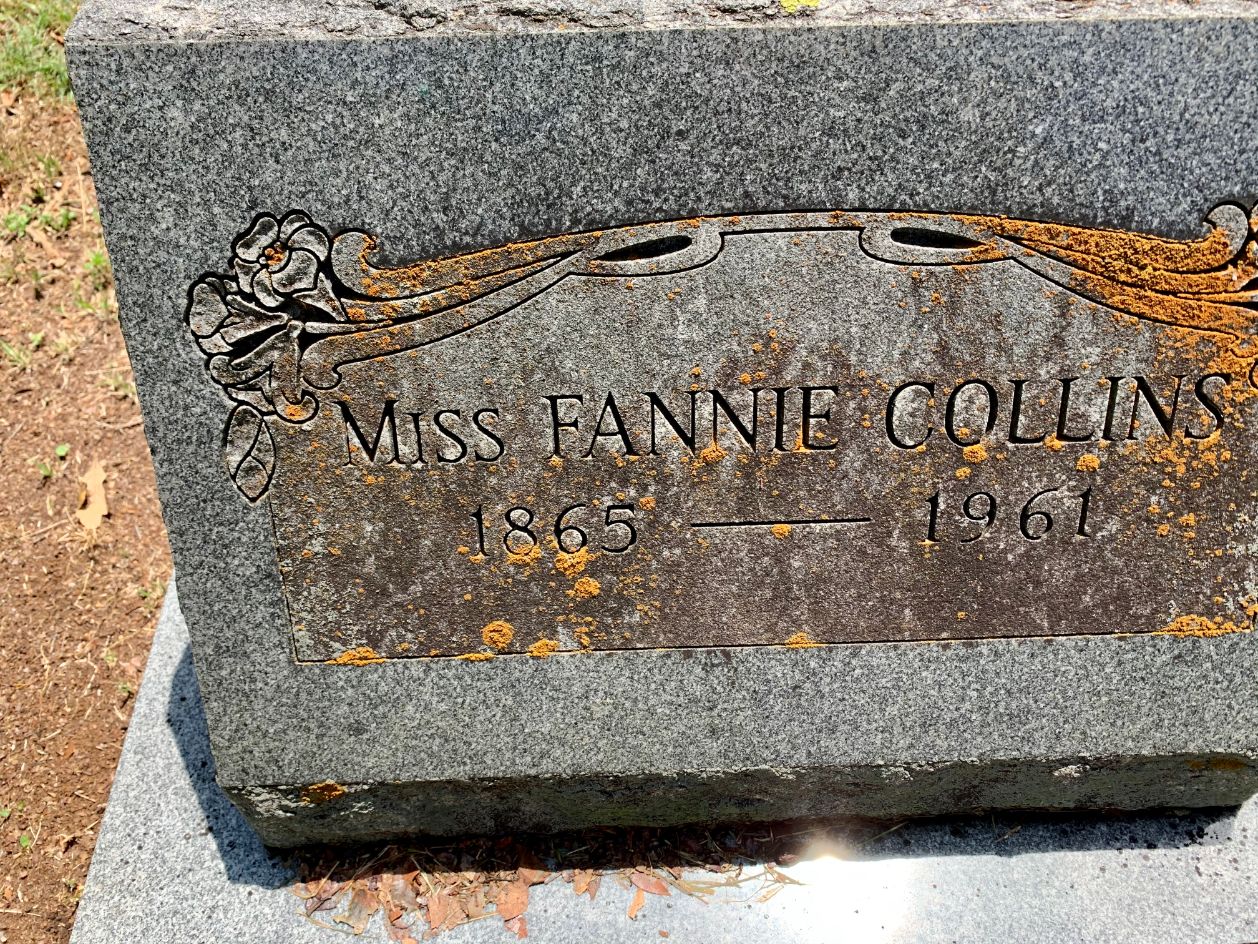 Miss FANNIE COLLINS
1865 — 1961